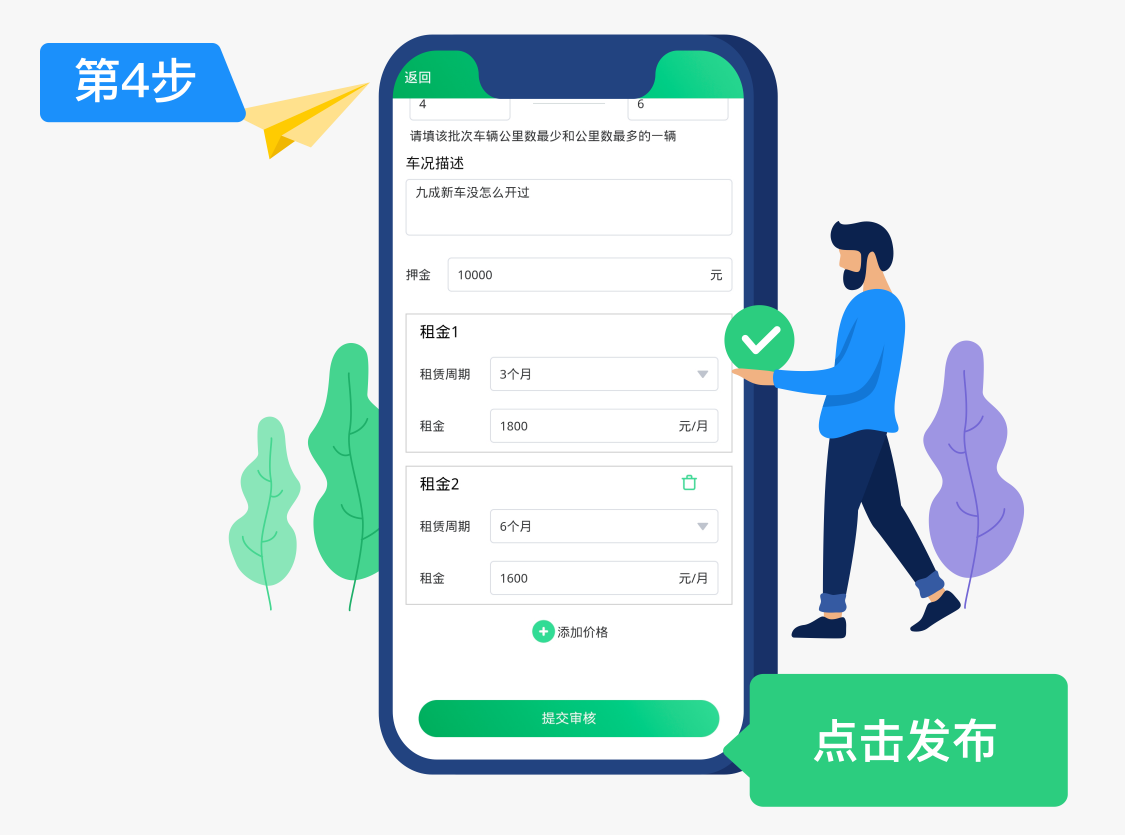 第4步
返回
4
6
请填该批次车辆公里数最少和公里数最多的一辆
车况描述
九成新车没怎么开过
押金 10000 元
租金1
租赁周期 3个月
租金 1800 元/月
租金2
租赁周期 6个月
租金 1600 元/月
添加价格
提交审核
点击发布